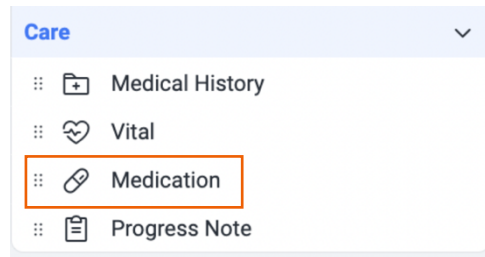 Care
Medical History
Vital
Medication
Progress Note